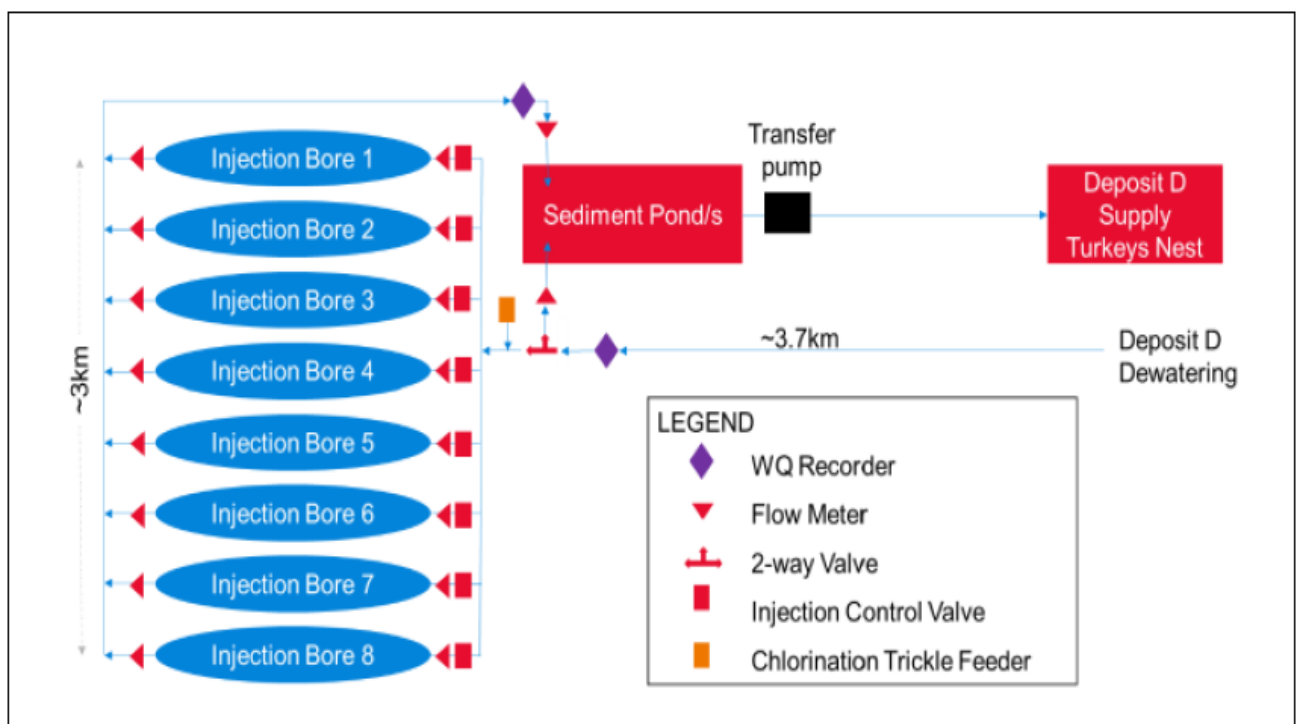 Transfer
pump
Injection Bore 1
Injection Bore 2
Injection Bore 3
Injection Bore 4
Injection Bore 5
Injection Bore 6
Injection Bore 7
Injection Bore 8
~3km
Sediment Pond/s
Deposit D
Supply
Turkeys Nest
~3.7km
Deposit D
Dewatering
LEGEND
WQ Recorder
Flow Meter
2-way Valve
Injection Control Valve
Chlorination Trickle Feeder